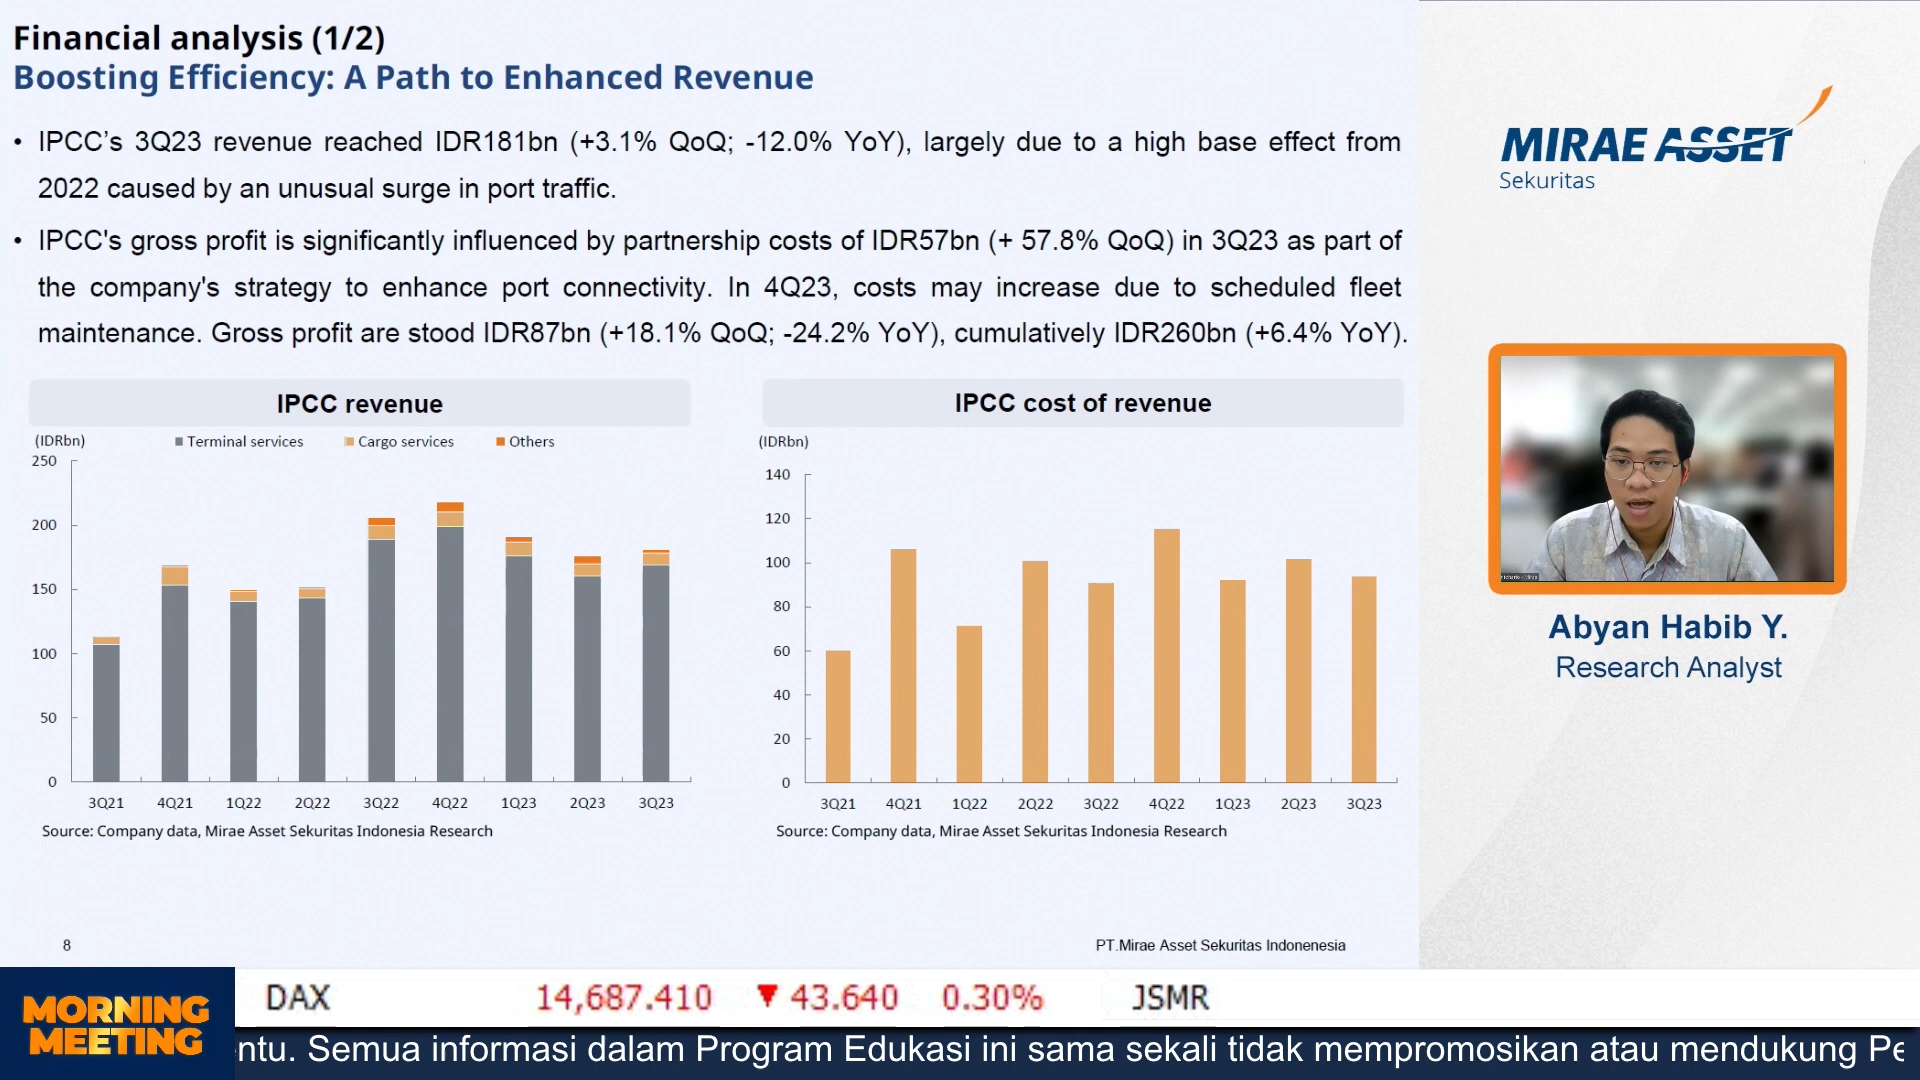 Financial analysis (1/2)
Boosting Efficiency: A Path to Enhanced Revenue
• IPCC’s 3Q23 revenue reached IDR181bn (+3.1% QoQ; -12.0% YoY), largely due to a high base effect from
2022 caused by an unusual surge in port traffic.
• IPCC's gross profit is significantly influenced by partnership costs of IDR57bn (+ 57.8% QoQ) in 3Q23 as part of
the company's strategy to enhance port connectivity. In 4Q23, costs may increase due to scheduled fleet
maintenance. Gross profit are stood IDR87bn (+18.1% QoQ; -24.2% YoY), cumulatively IDR260bn (+6.4% YoY).
IPCC revenue
(IDRbn)
Terminal services Cargo services Others
250
200
150
100
50
0
3Q21 4Q21 1Q22 2Q22 3Q22 4Q22 1Q23 2Q23 3Q23
Source: Company data, Mirae Asset Sekuritas Indonesia Research
IPCC cost of revenue
(IDRbn)
140
120
100
80
60
40
20
0
3Q21 4Q21 1Q22 2Q22 3Q22 4Q22 1Q23 2Q23 3Q23
Source: Company data, Mirae Asset Sekuritas Indonesia Research
8
PT.Mirae Asset Sekuritas Indonenesia
MIRAE ASSET
Sekuritas
Abyan Habib Y.
Research Analyst
MORNING
MEETING
DAX 14,687.410 ▼ 43.640 0.30% JSMR
ntu. Semua informasi dalam Program Edukasi ini sama sekali tidak mempromosikan atau mendukung Pe